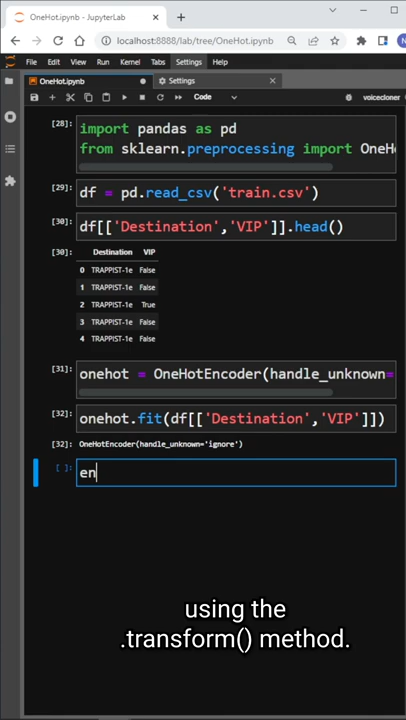 OneHot.ipynb - JupyterLab
localhost:8888/lab/tree/OneHot.ipynb
File Edit View Run Kernel Tabs Settings Help
OneHot.ipynb Settings
Code voicecloner
[28]: import pandas as pd
from sklearn.preprocessing import OneHo
[29]: df = pd.read_csv('train.csv')
[30]: df[['Destination','VIP']].head()
[30]: Destination VIP
0 TRAPPIST-1e False
1 TRAPPIST-1e False
2 TRAPPIST-1e True
3 TRAPPIST-1e False
4 TRAPPIST-1e False
[31]: onehot = OneHotEncoder(handle_unknown=
[32]: onehot.fit(df[['Destination','VIP']])
[32]: OneHotEncoder(handle_unknown='ignore')
[ ]: en
using the
.transform() method.